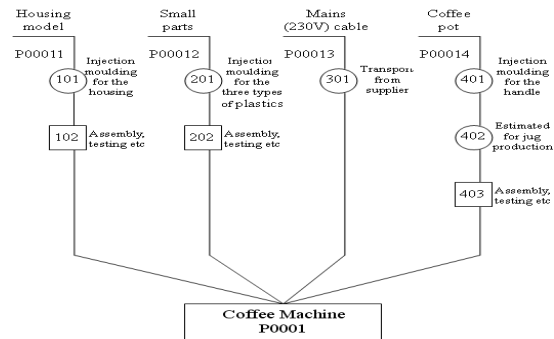 Housing
model
P00011
101
Injection
moulding
for the
housing
102
Assembly,
testing etc
Small
parts
P00012
201
Injection
moulding
for the
three types
of plastics
202
Assembly,
testing etc
Mains
(230V) cable
P00013
301
Transport
from
supplier
Coffee
pot
P00014
401
Injection
moulding
for the
handle
402
Estimated
for jug
production
403
Assembly,
testing etc
Coffee Machine
P0001